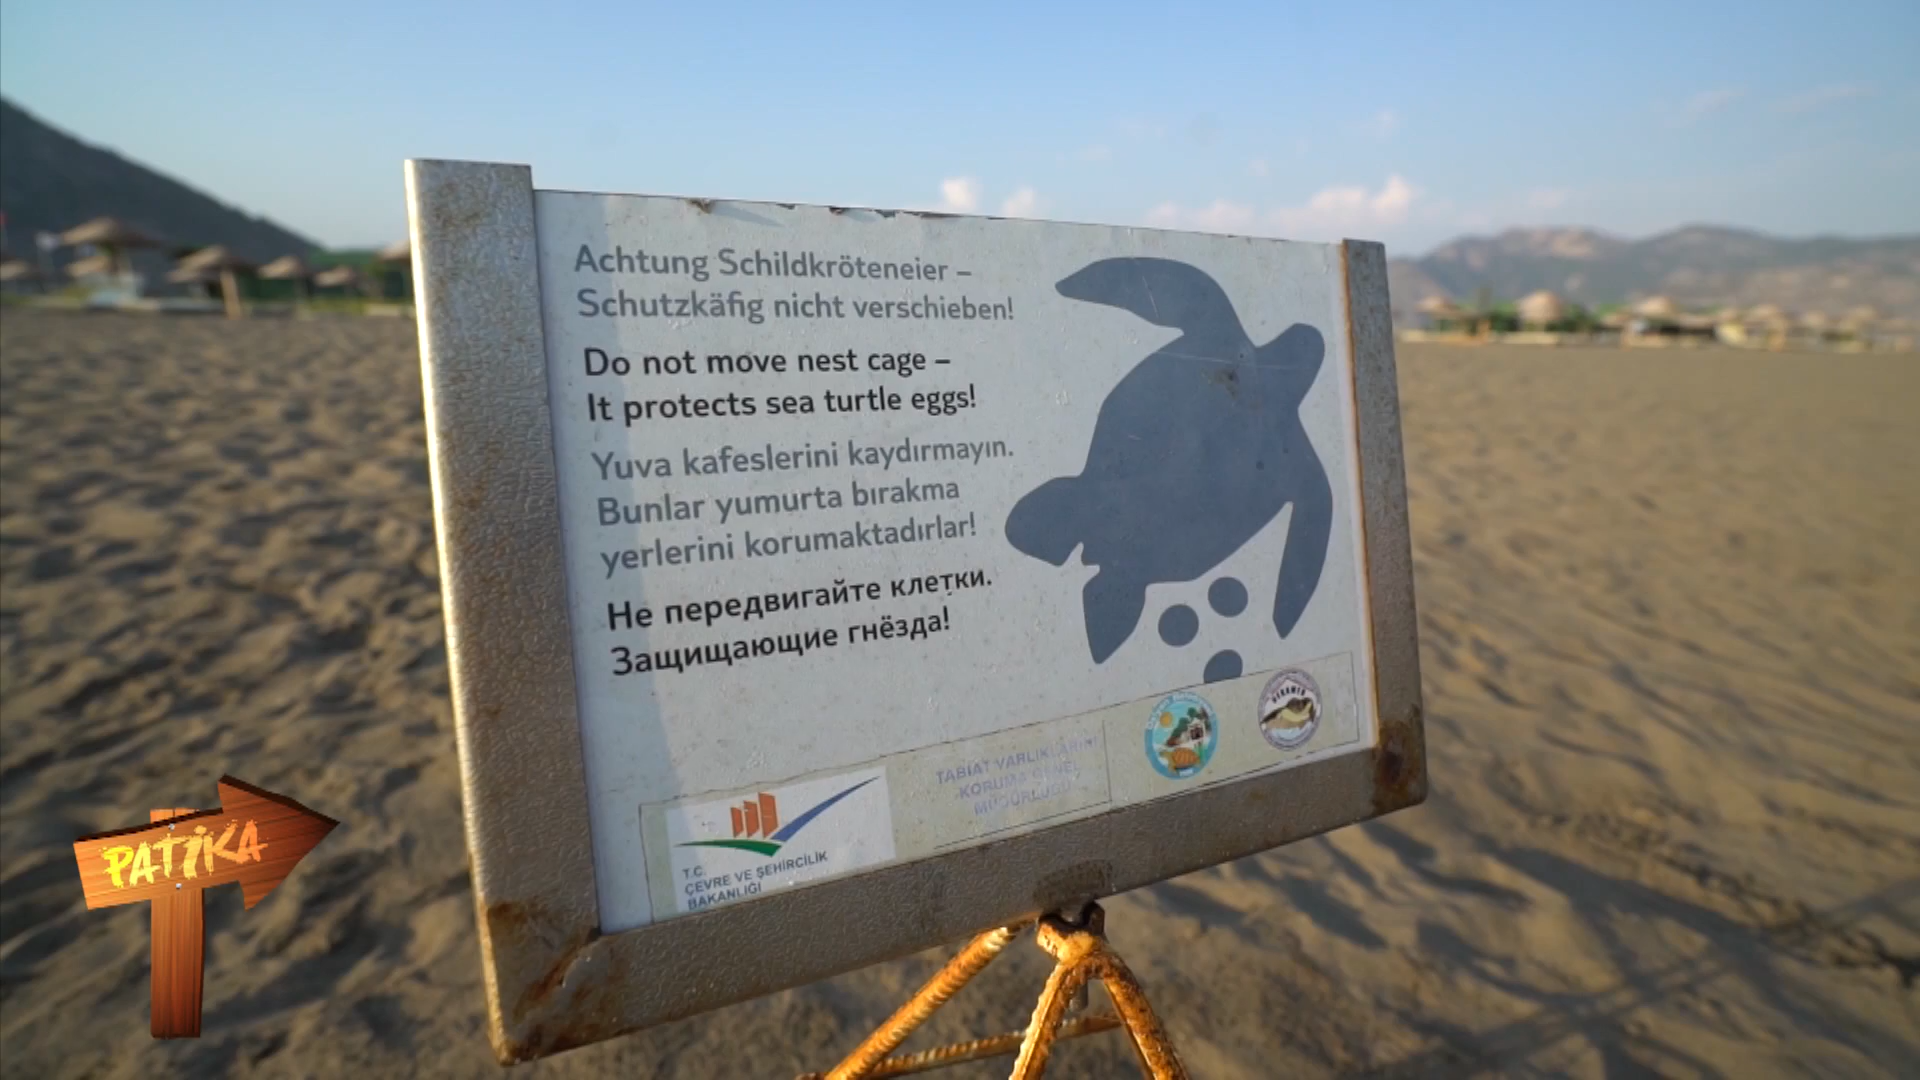 Achtung Schildkröteneier –
Schutzkäfig nicht verschieben!
Do not move nest cage –
It protects sea turtle eggs!
Yuva kafeslerini kaydırmayın.
Bunlar yumurta bırakma
yerlerini korumaktadırlar!
Не передвигайте клетки.
Защищающие гнёзда!
T.C.
ÇEVRE VE ŞEHİRCİLİK
BAKANLIĞI
TABİAT VARLIKLARINI
KORUMA GENEL
MÜDÜRLÜĞÜ
PATİKA